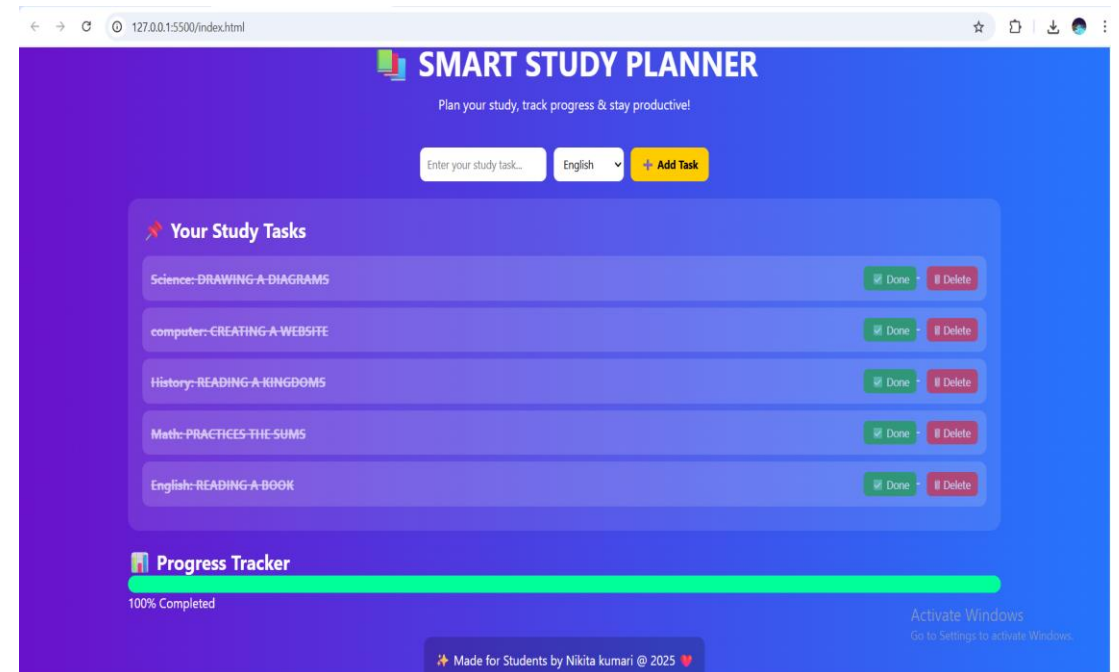 127.0.0.1:5500/index.html
SMART STUDY PLANNER
Plan your study, track progress & stay productive!
Enter your study task...
English
Add Task
Your Study Tasks
Science: DRAWING A DIAGRAMS
Done
Delete
computer: CREATING A WEBSITE
Done
Delete
History: READING A KINGDOMS
Done
Delete
Math: PRACTICES THE SUMS
Done
Delete
English: READING A BOOK
Done
Delete
Progress Tracker
100% Completed
Activate Windows
Go to Settings to activate Windows.
Made for Students by Nikita kumari @ 2025